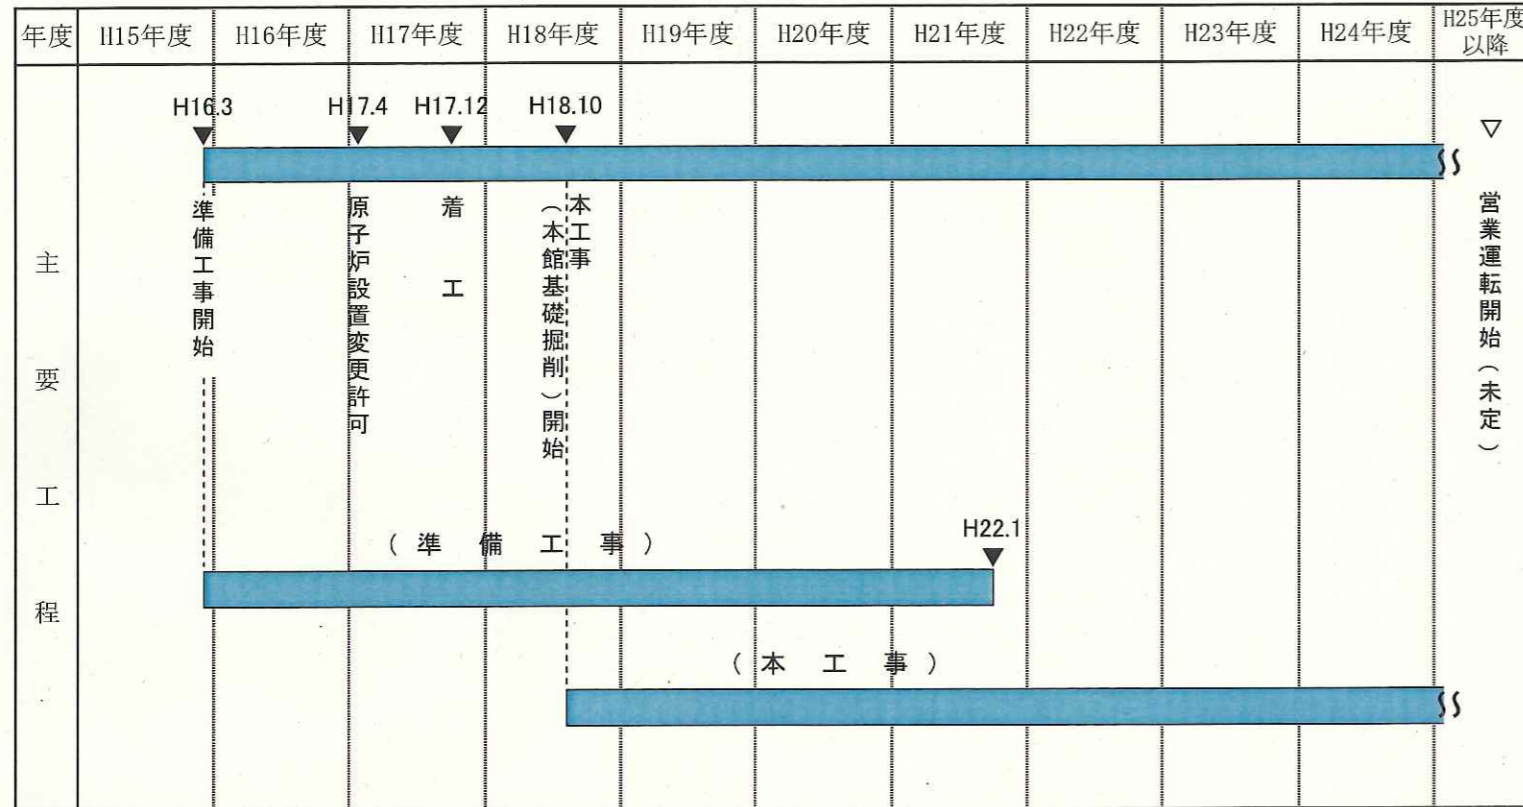 年度 H15年度 H16年度 H17年度 H18年度 H19年度 H20年度 H21年度 H22年度 H23年度 H24年度 H25年度以降
主要工程
H16.3 H17.4 H17.12 H18.10
準備工事開始
原子炉設置変更許可
着工
本工事
(本館基礎掘削)開始
営業運転開始(未定)
H22.1
(準備工事)
(本工事)